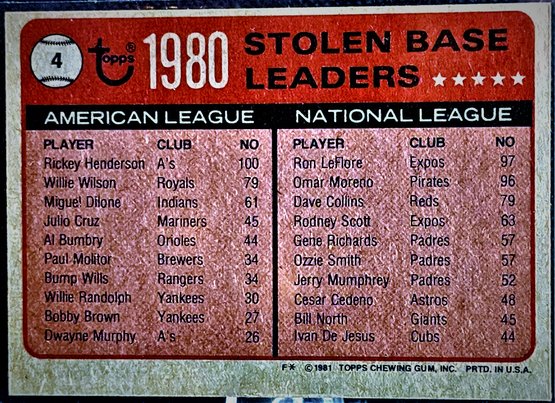 4 Topps® 1980 STOLEN BASE
LEADERS ★★★★★
AMERICAN LEAGUE
PLAYER CLUB NO
Rickey Henderson A's 100
Willie Wilson Royals 79
Miguel Dilone Indians 61
Julio Cruz Mariners 45
Al Bumbry Orioles 44
Paul Molitor Brewers 34
Bump Wills Rangers 34
Willie Randolph Yankees 30
Bobby Brown Yankees 27
Dwayne Murphy A's 26
NATIONAL LEAGUE
PLAYER CLUB NO
Ron LeFlore Expos 97
Omar Moreno Pirates 96
Dave Collins Reds 79
Rodney Scott Expos 63
Gene Richards Padres 57
Ozzie Smith Padres 57
Jerry Mumphrey Padres 52
Cesar Cedeno Astros 48
Bill North Giants 45
Ivan De Jesus Cubs 44
F* ©1981 TOPPS CHEWING GUM, INC. PRTD. IN U.S.A.